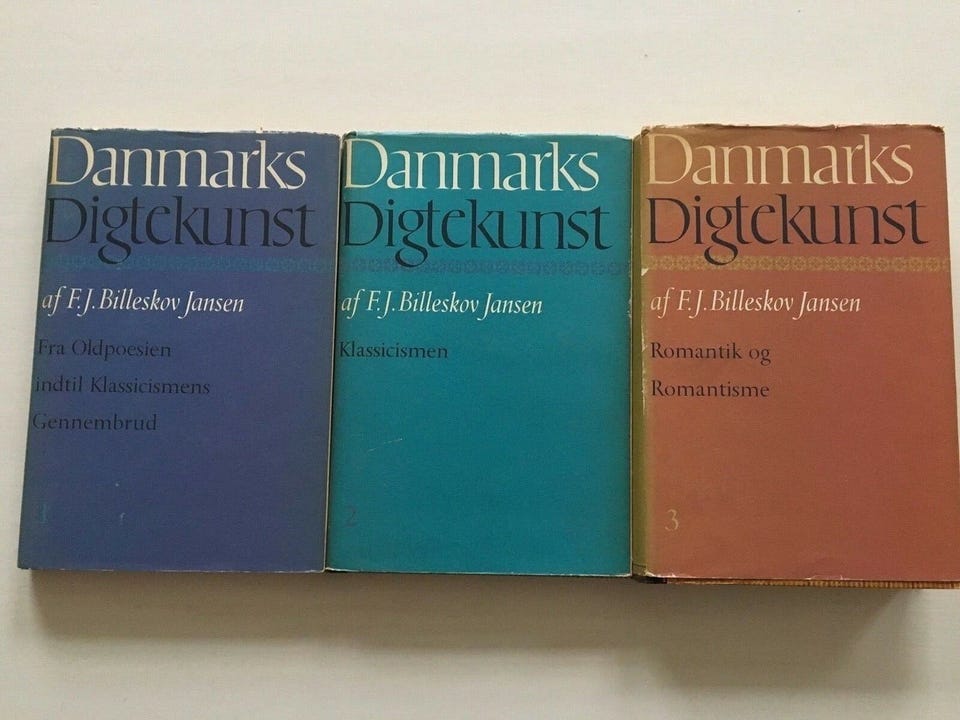 Danmarks
Digtekunst
af F. J. Billeskov Jansen
Fra Oldpoesien
indtil Klassicismens
Gennembrud
1
Danmarks
Digtekunst
af F. J. Billeskov Jansen
Klassicismen
2
Danmarks
Digtekunst
af F. J. Billeskov Jansen
Romantik og
Romantisme
3